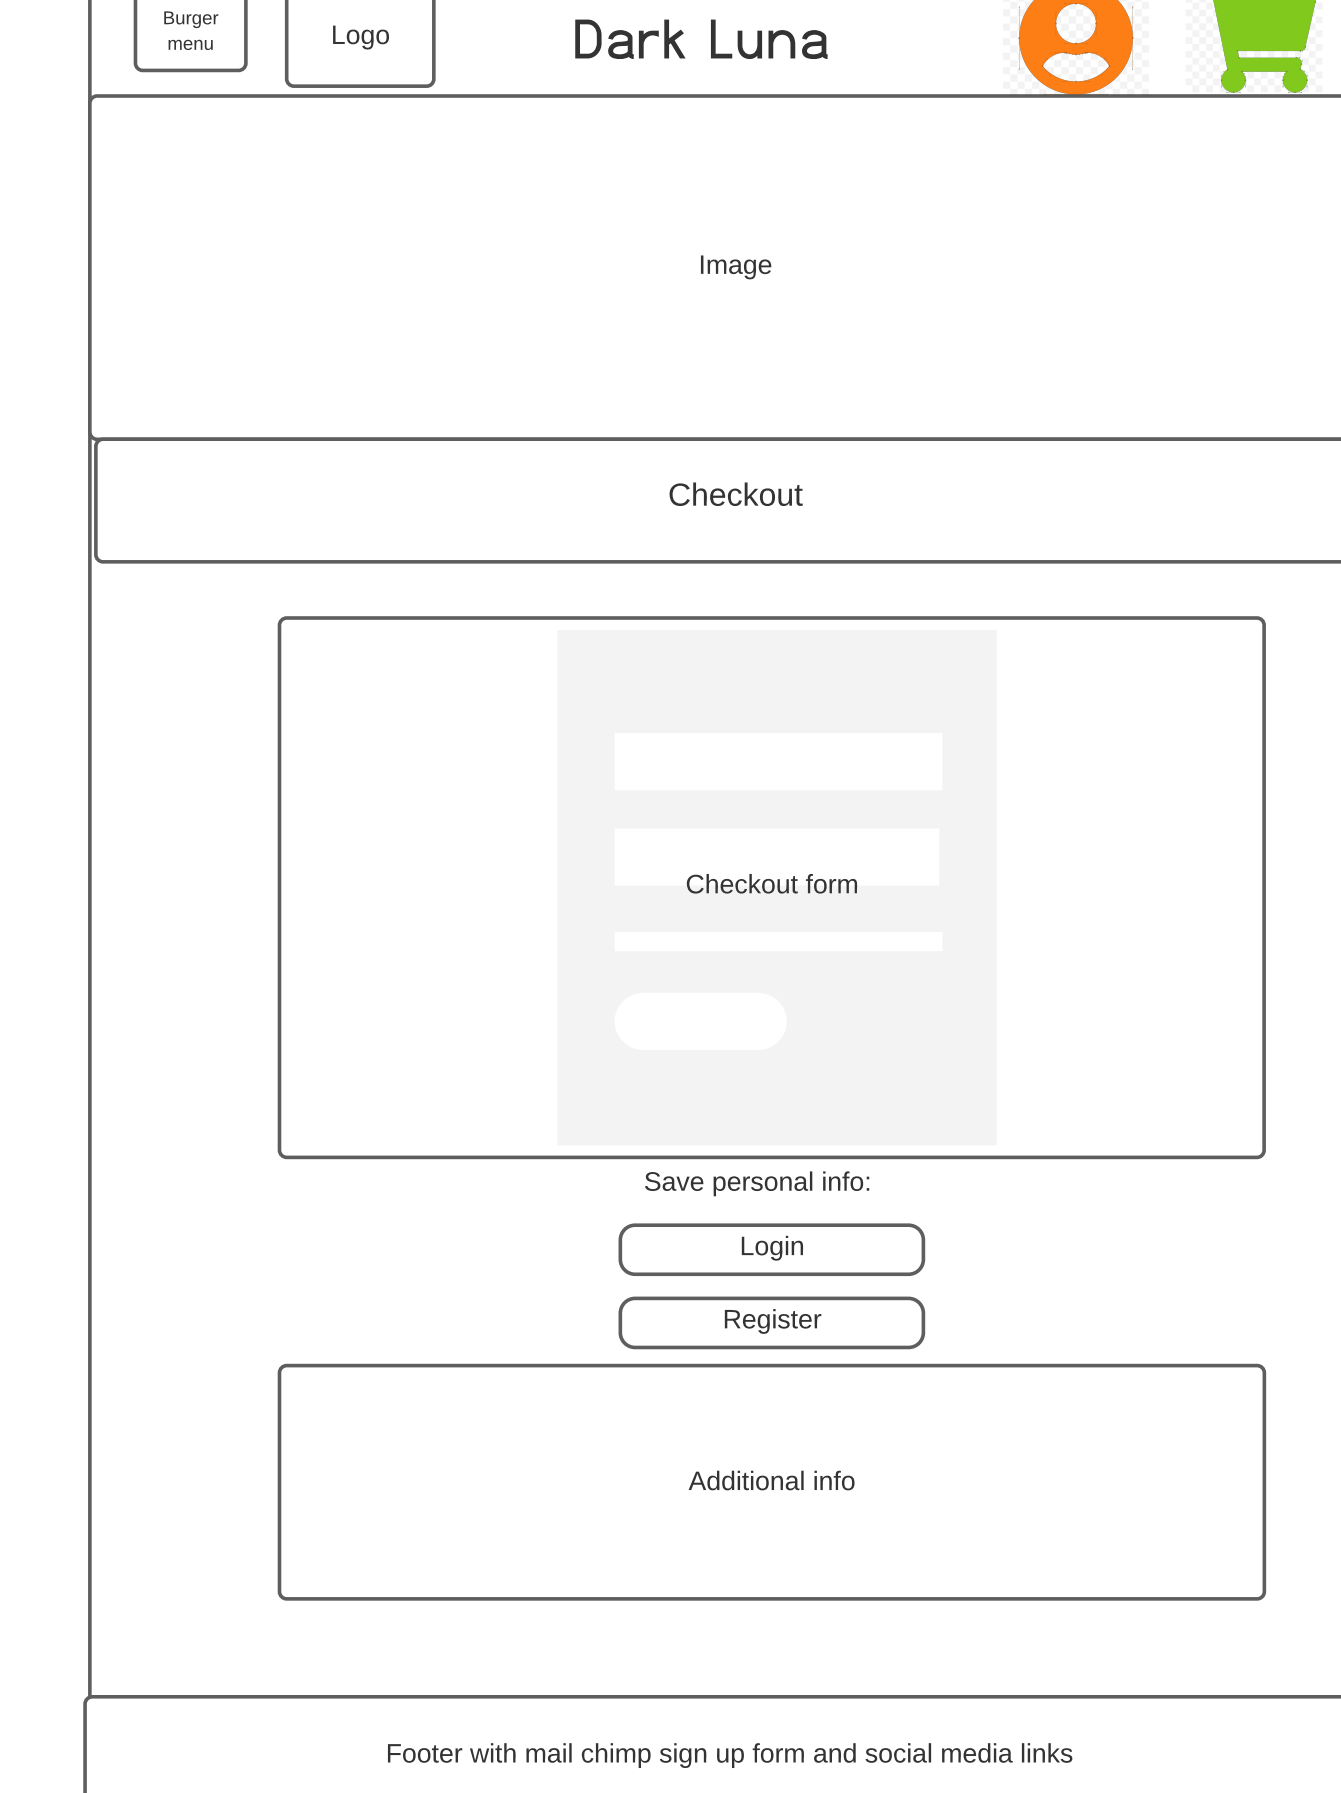 Burger
menu
Logo
Dark Luna
Image
Checkout
Checkout form
Save personal info:
Login
Register
Additional info
Footer with mail chimp sign up form and social media links